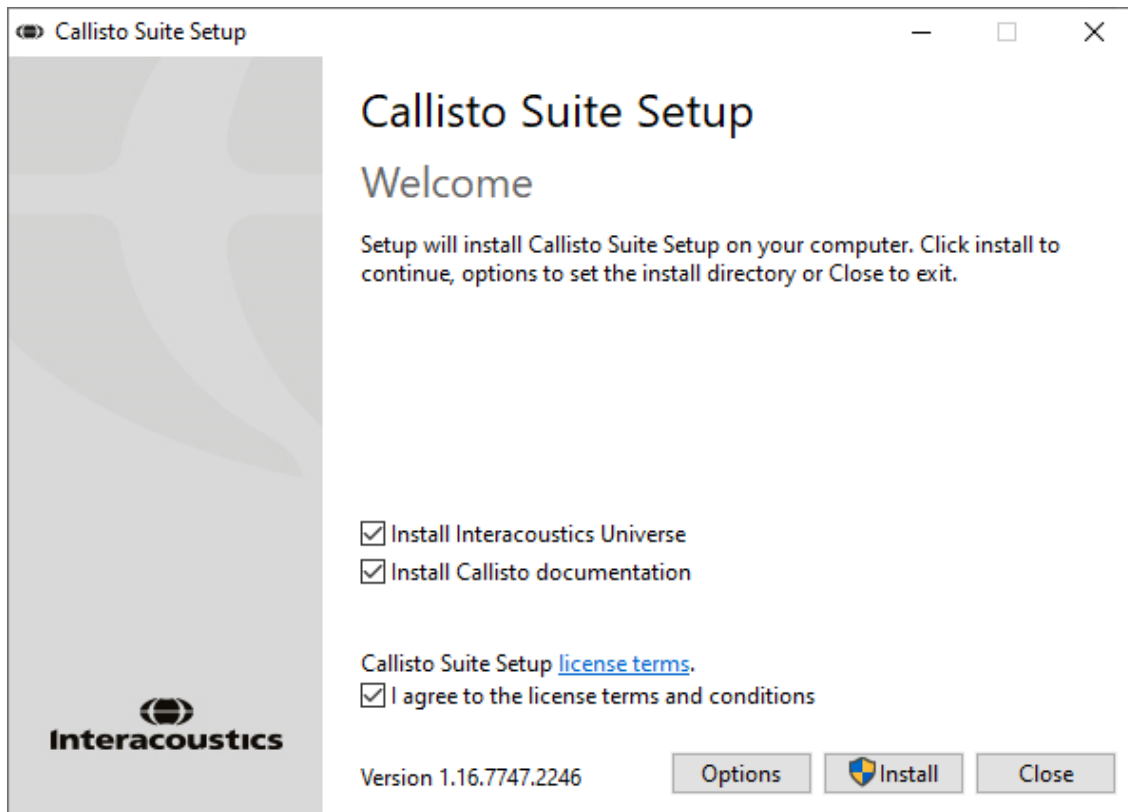 Callisto Suite Setup
Callisto Suite Setup
Welcome
Setup will install Callisto Suite Setup on your computer. Click install to
continue, options to set the install directory or Close to exit.
Install Interacoustics Universe
Install Callisto documentation
Callisto Suite Setup license terms.
I agree to the license terms and conditions
Interacoustics
Version 1.16.7747.2246
Options
Install
Close